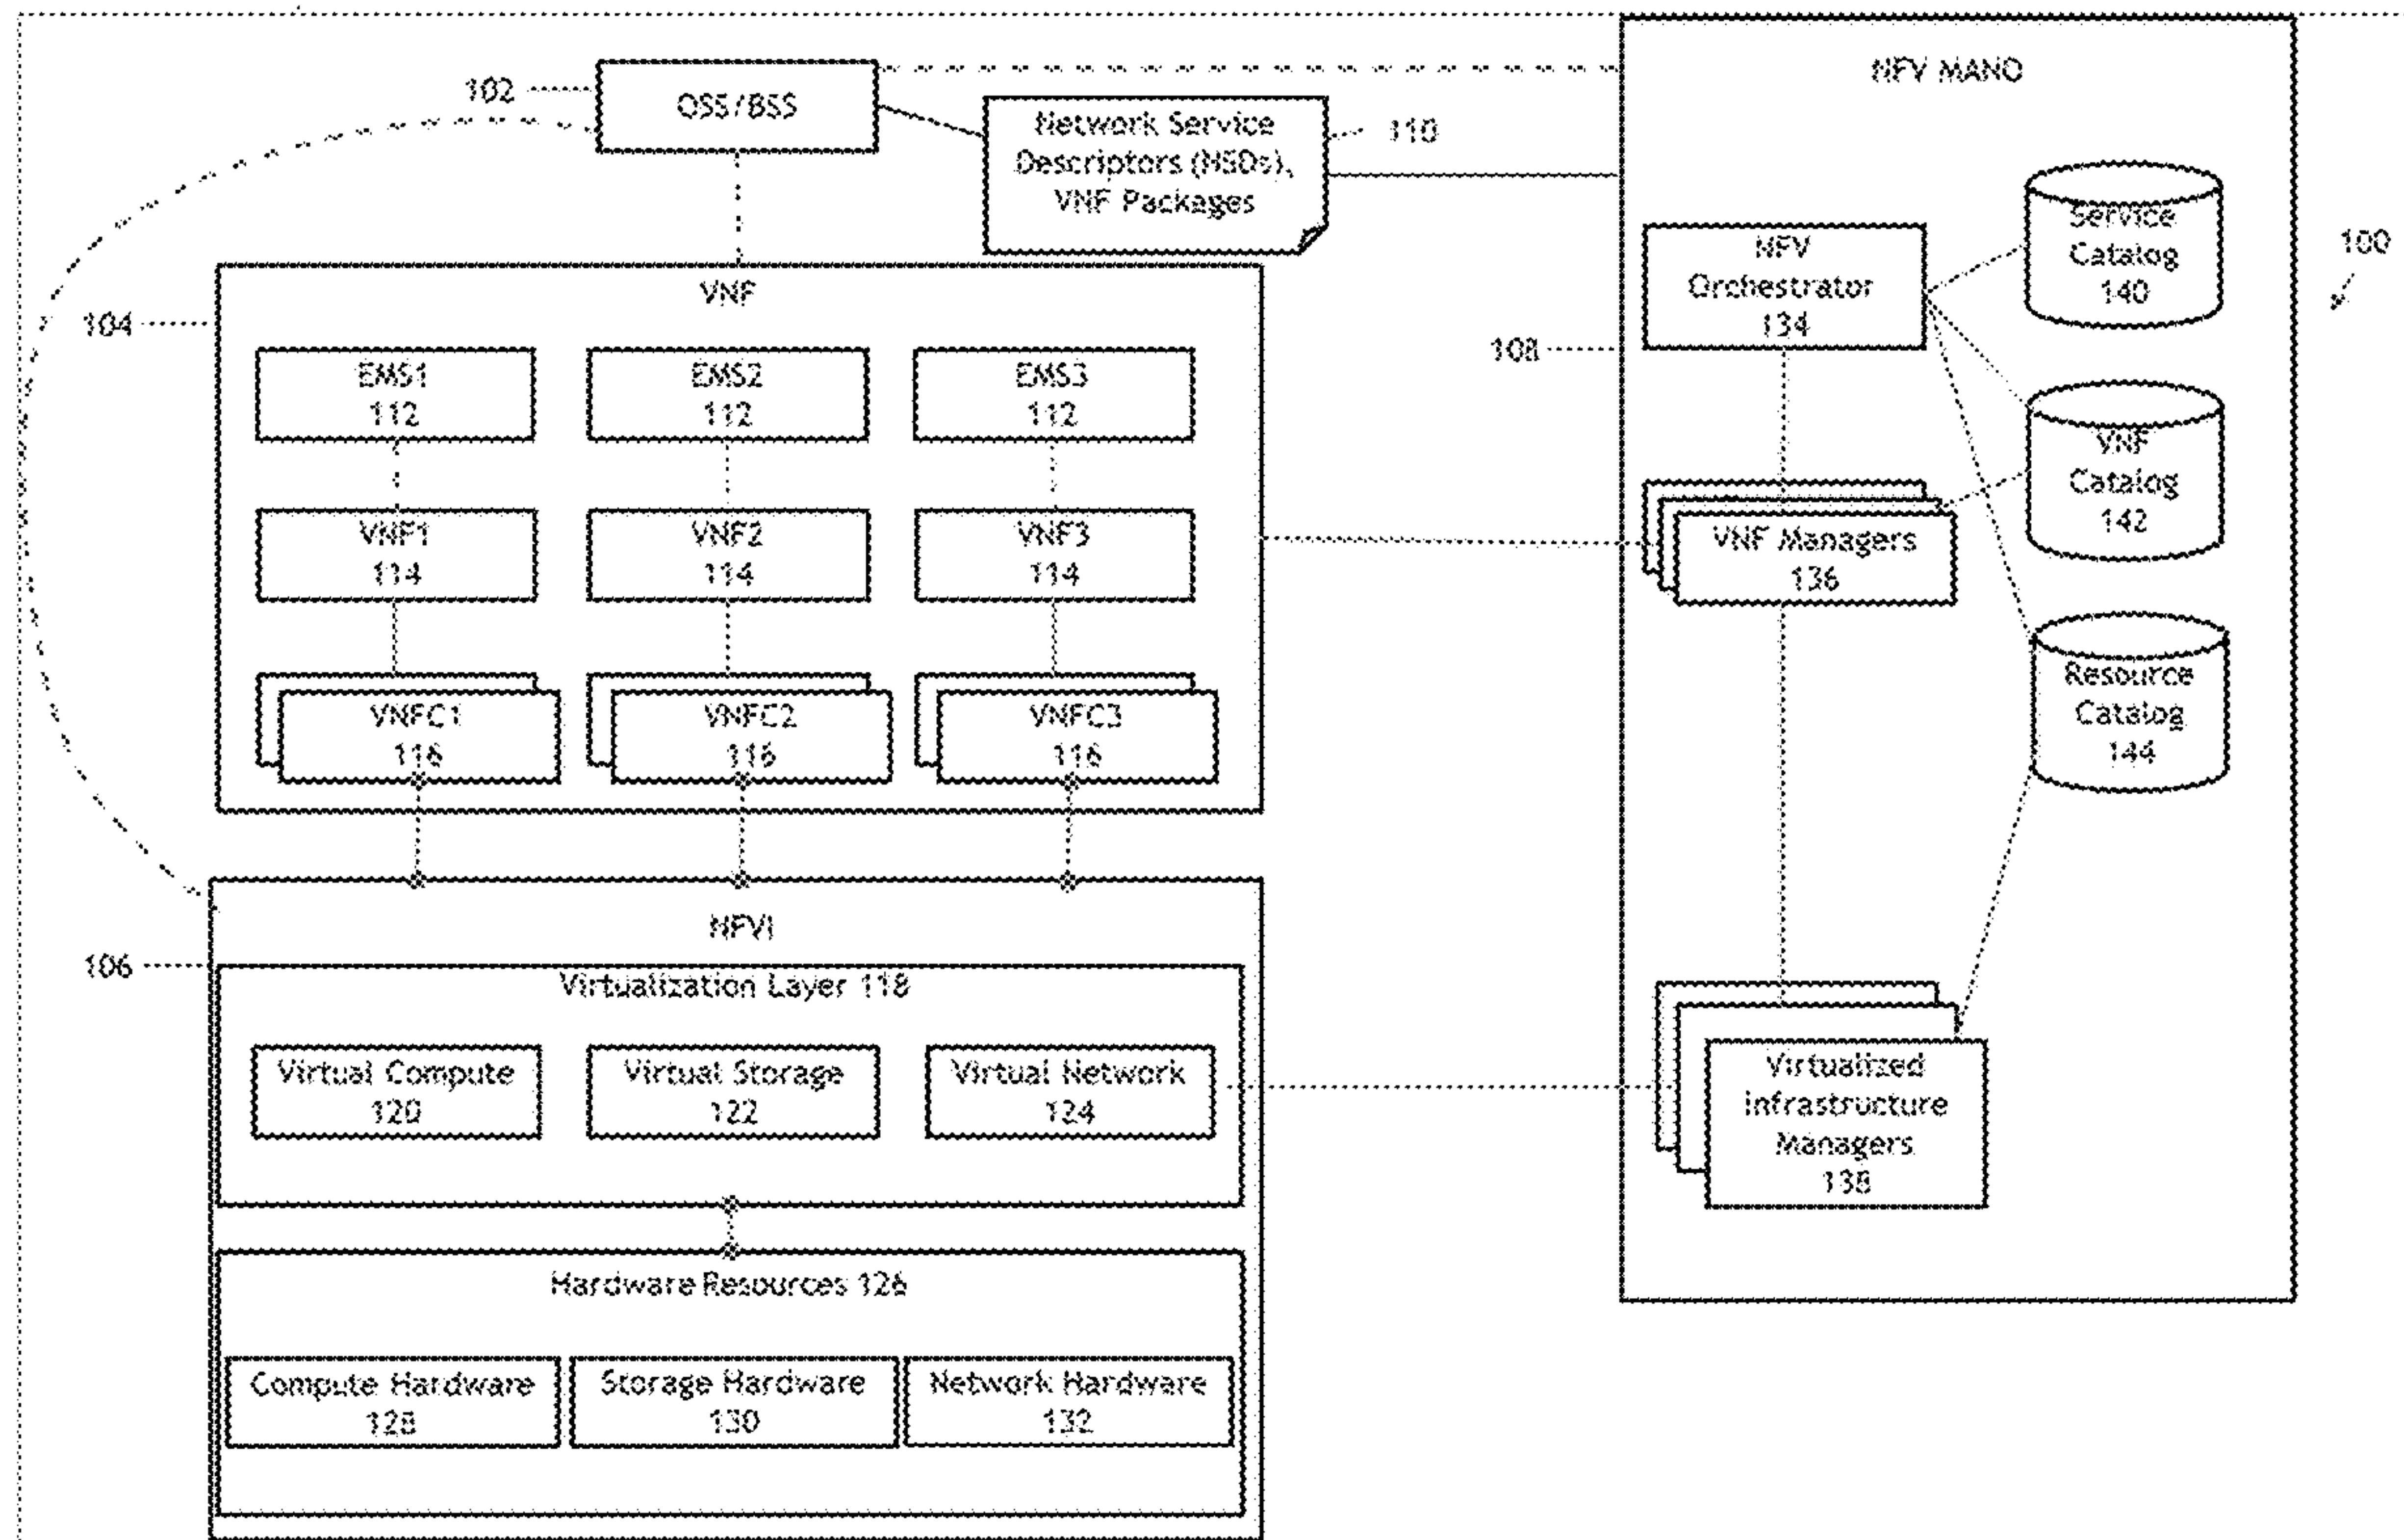 102
OSS/BSS
Network Service
Descriptors (NSDs),
VNF Packages
110
NFV MANO
100
104
VNF
EMS1
112
EMS2
112
EMS3
112
VNF1
114
VNF2
114
VNF3
114
VNFC1
116
VNFC2
116
VNFC3
116
106
NFVI
Virtualization Layer 118
Virtual Compute
120
Virtual Storage
122
Virtual Network
124
Hardware Resources 126
Compute Hardware
128
Storage Hardware
130
Network Hardware
132
108
NFV
Orchestrator
134
Service
Catalog
140
VNF
Catalog
142
VNF Managers
136
Resource
Catalog
144
Virtualized
Infrastructure
Managers
138